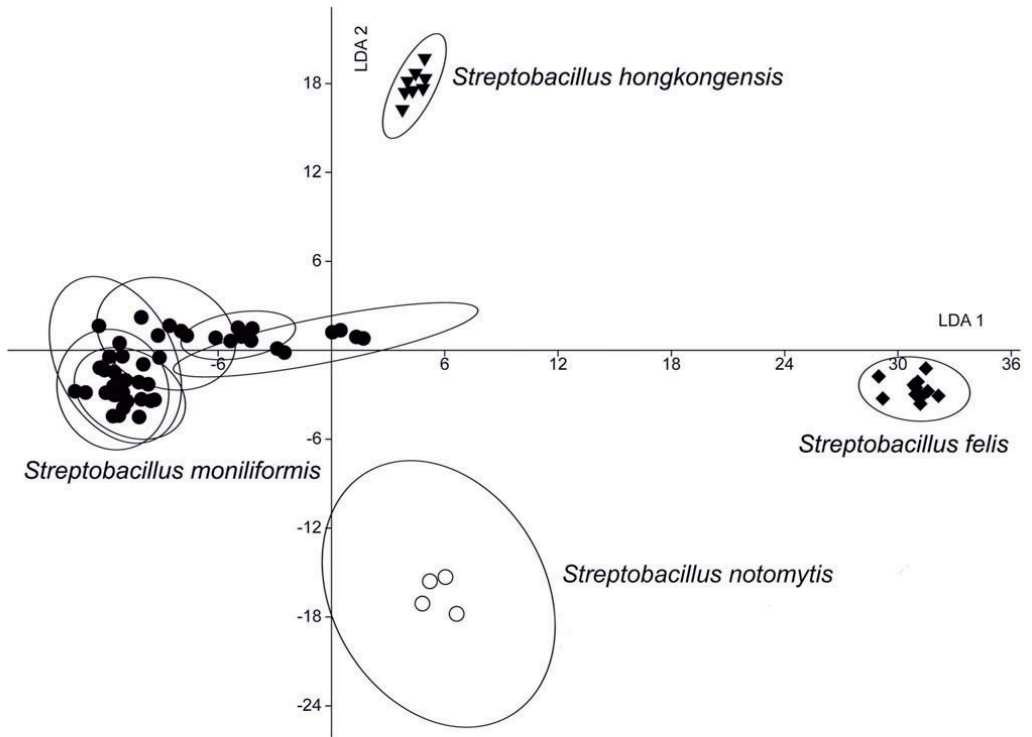 LDA 2
18
Streptobacillus hongkongensis
12
6
LDA 1
-6 6 12 18 24 30 36
-6
Streptobacillus felis
Streptobacillus moniliformis
-12
Streptobacillus notomytis
-18
-24